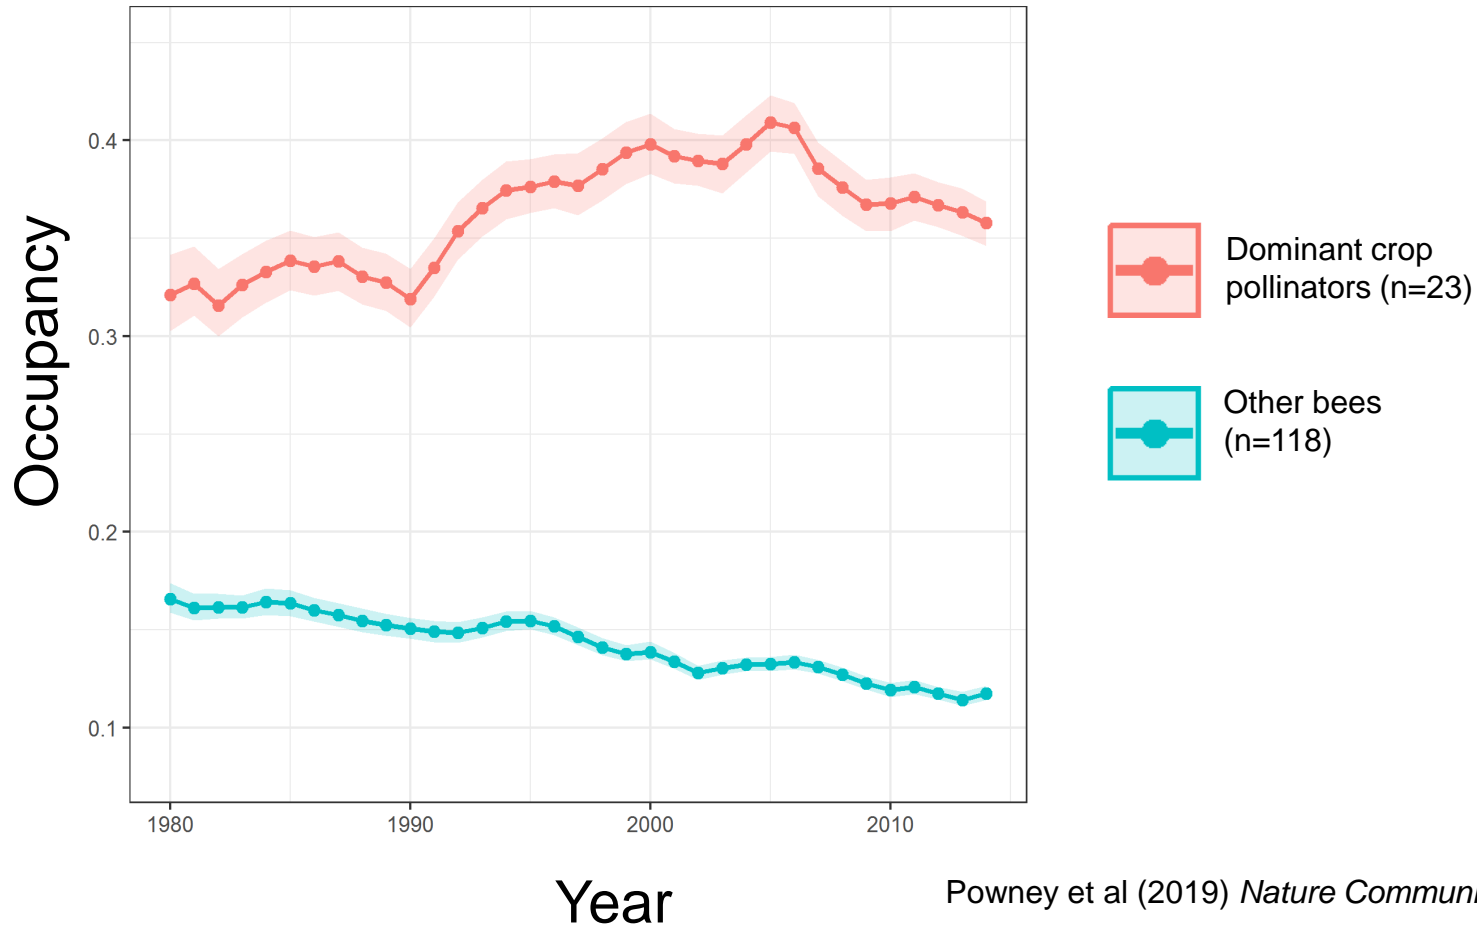 Occupancy
0.4
0.3
0.2
0.1
1980 1990 2000 2010
Year
Dominant crop
pollinators (n=23)
Other bees
(n=118)
Powney et al (2019) Nature Communi